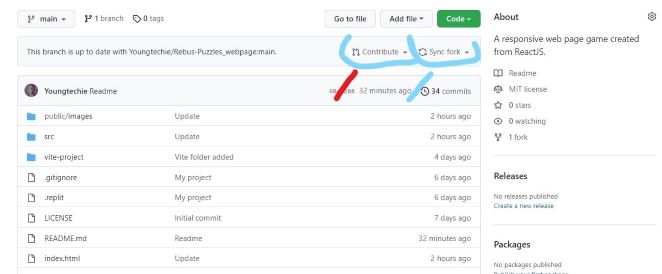 main 1 branch 0 tags Go to file Add file Code
This branch is up to date with Youngtechie/Rebus-Puzzles_webpage:main. Contribute Sync fork
Youngtechie Readme 32 minutes ago 34 commits
public/images Update 2 hours ago
src Update 2 hours ago
vite-project Vite folder added 4 days ago
.gitignore My project 6 days ago
.replit My project 6 days ago
LICENSE Initial commit 7 days ago
README.md Readme 32 minutes ago
index.html Update 2 hours ago
About
A responsive web page game created
from ReactJS.
Readme
MIT license
0 stars
0 watching
1 fork
Releases
No releases published
Create a new release
Packages
No packages published